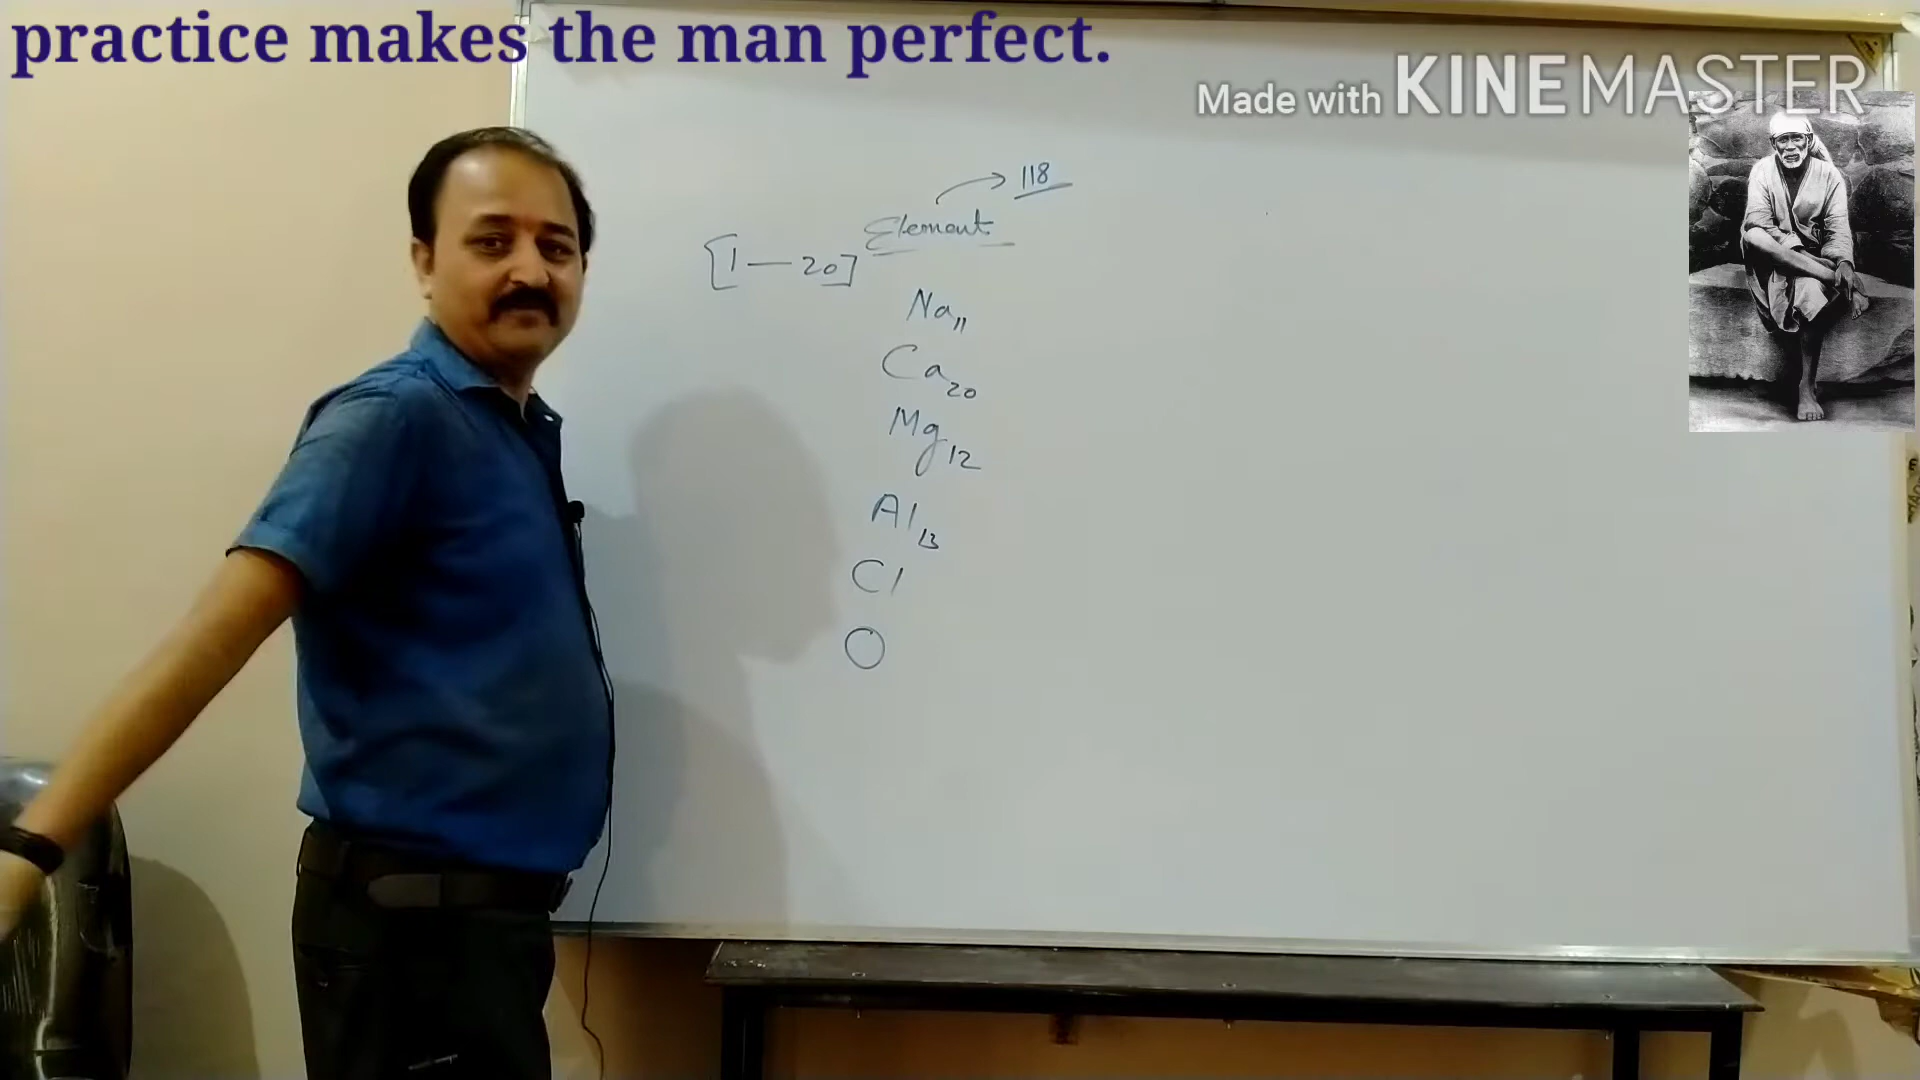 practice makes the man perfect.
Made with KINEMASTER
118
Element
[1 — 20]
Na11
Ca20
Mg12
Al13
Cl
O